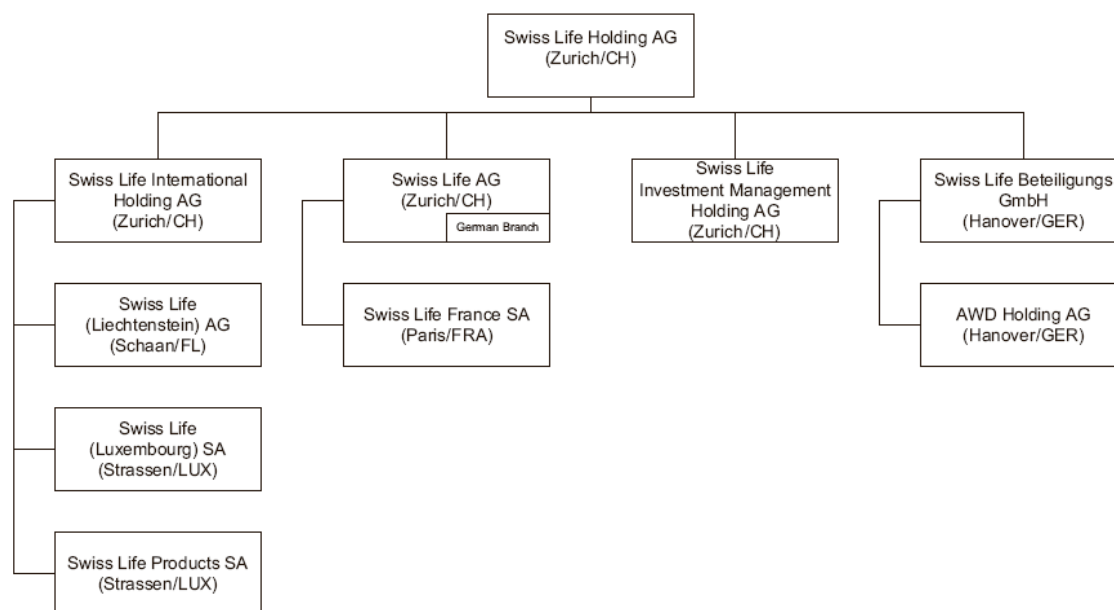 Swiss Life Holding AG
(Zurich/CH)
Swiss Life International
Holding AG
(Zurich/CH)
Swiss Life AG
(Zurich/CH)
German Branch
Swiss Life
Investment Management
Holding AG
(Zurich/CH)
Swiss Life Beteiligungs
GmbH
(Hanover/GER)
Swiss Life
(Liechtenstein) AG
(Schaan/FL)
Swiss Life France SA
(Paris/FRA)
AWD Holding AG
(Hanover/GER)
Swiss Life
(Luxembourg) SA
(Strassen/LUX)
Swiss Life Products SA
(Strassen/LUX)